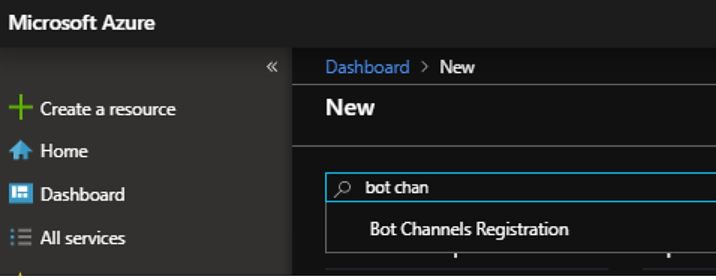 Microsoft Azure
«
Dashboard > New
Create a resource
New
Home
bot chan
Dashboard
Bot Channels Registration
All services